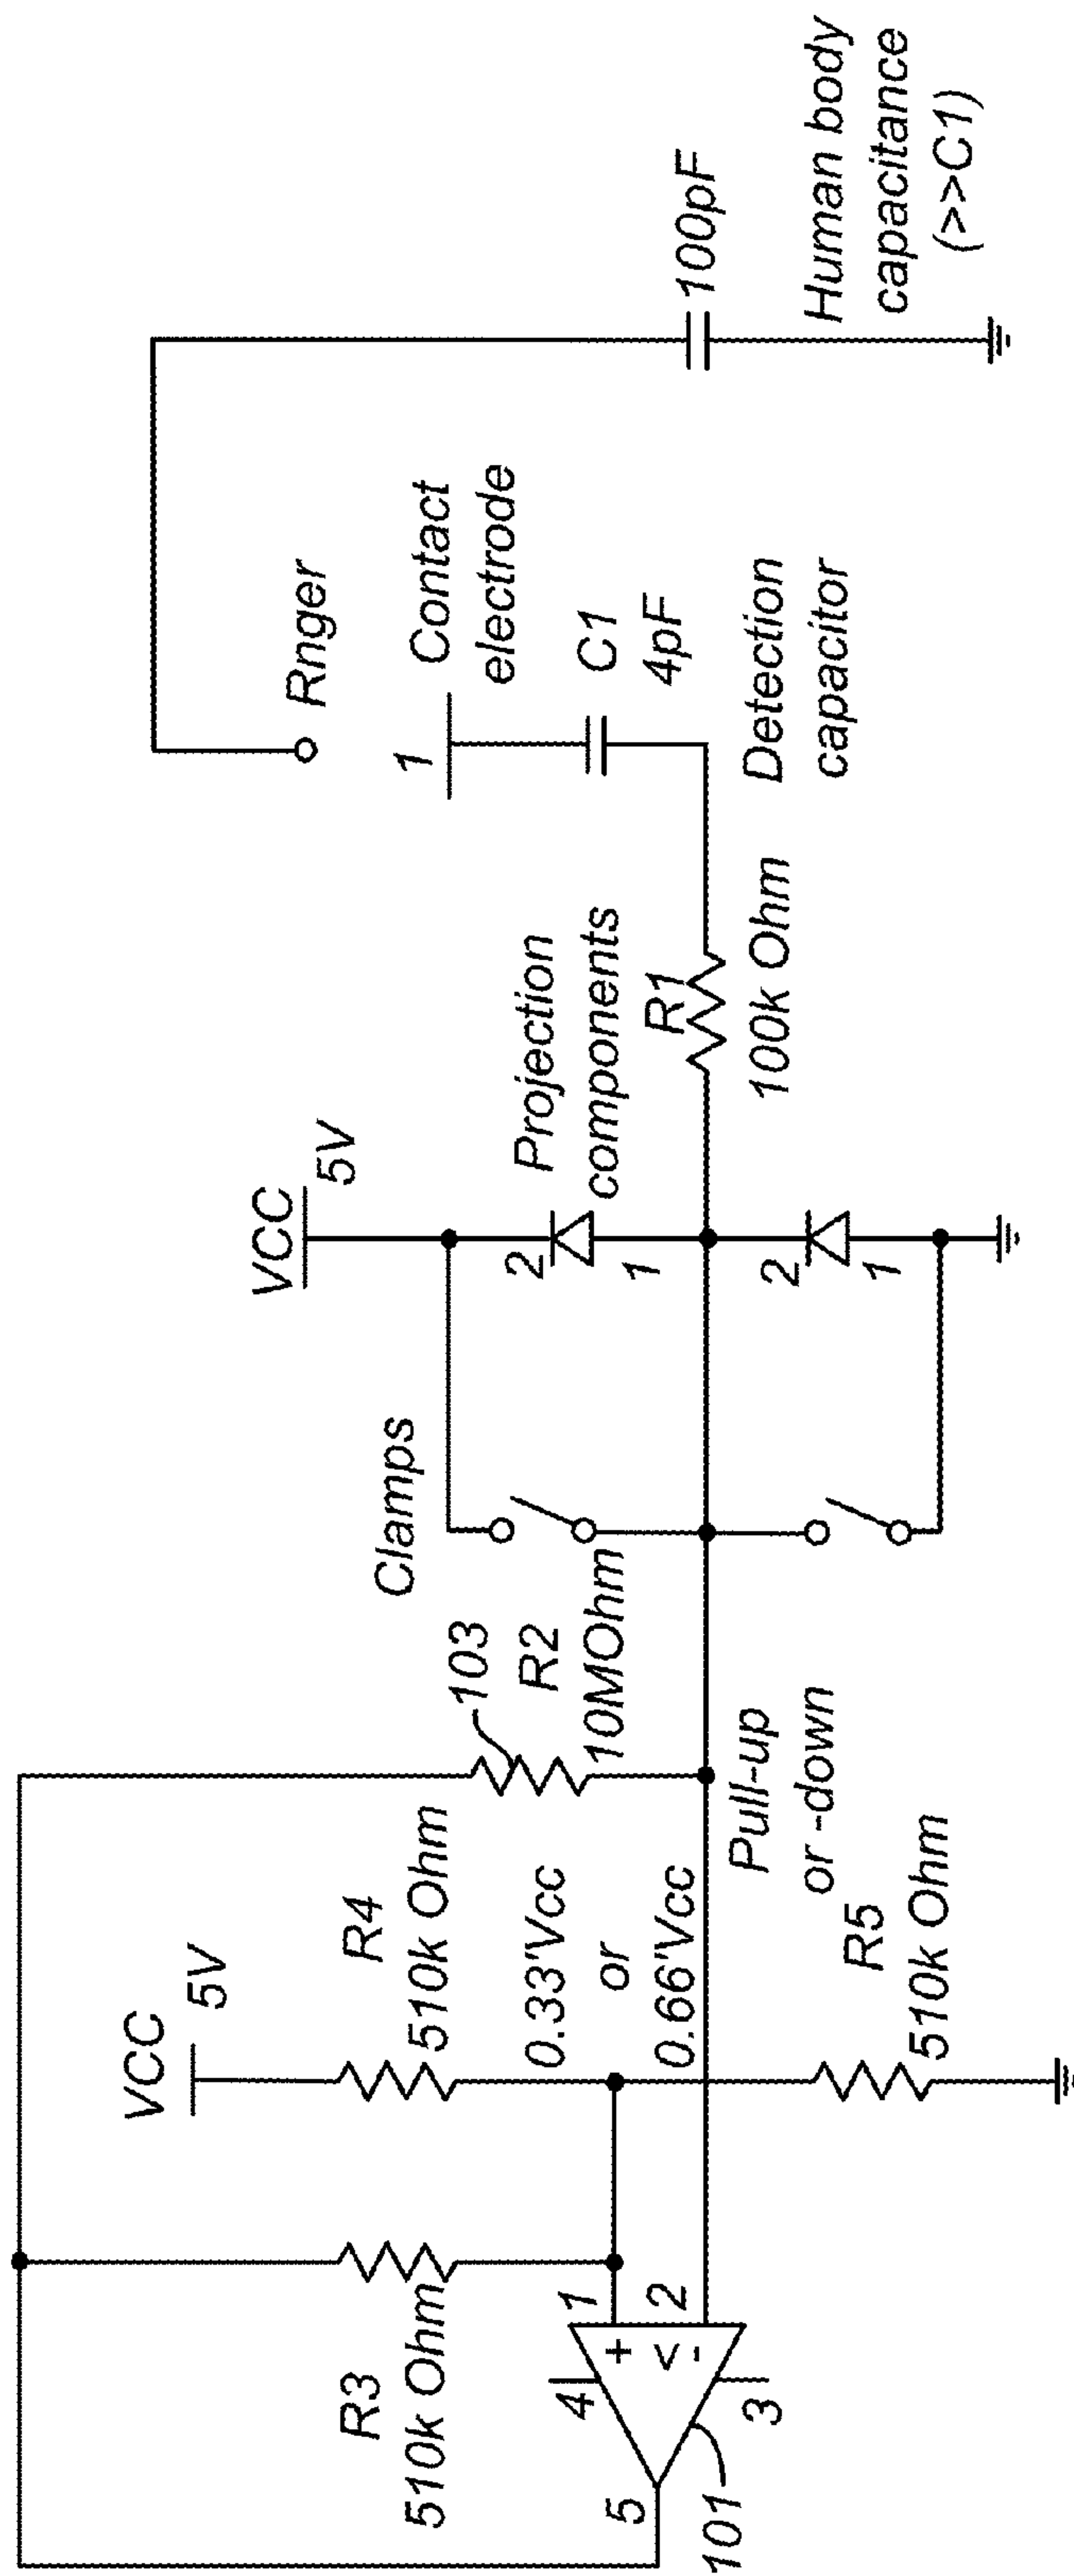 VCC
5V
R3
510k Ohm
R4
510k Ohm
0.33'Vcc
or
0.66'Vcc
103
R2
10MOhm
Clamps
VCC
5V
2
Projection
components
1
R1
100k Ohm
Rnger
1
Contact
electrode
C1
4pF
Detection
capacitor
100pF
Human body
capacitance
(>>C1)
4
1
+
<
-
2
5
3
101
R5
510k Ohm
Pull-up
or -down
2
1